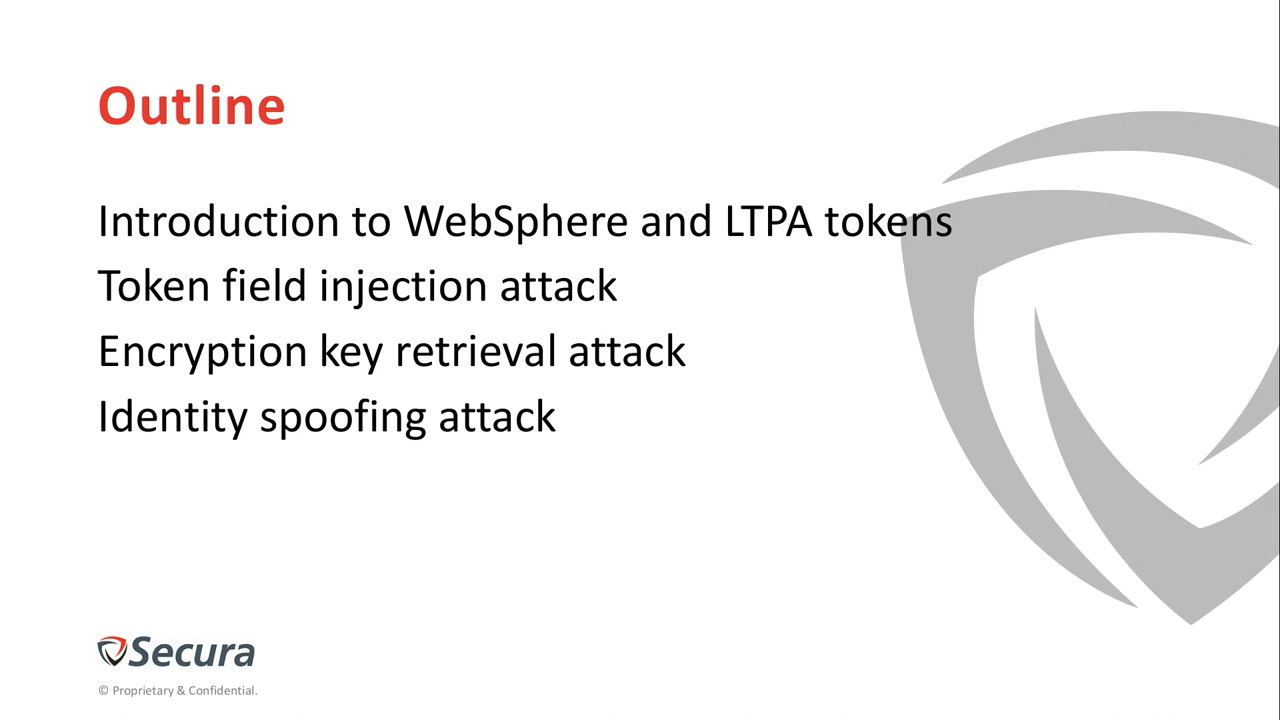 Outline
Introduction to WebSphere and LTPA tokens
Token field injection attack
Encryption key retrieval attack
Identity spoofing attack
Secura
© Proprietary & Confidential.